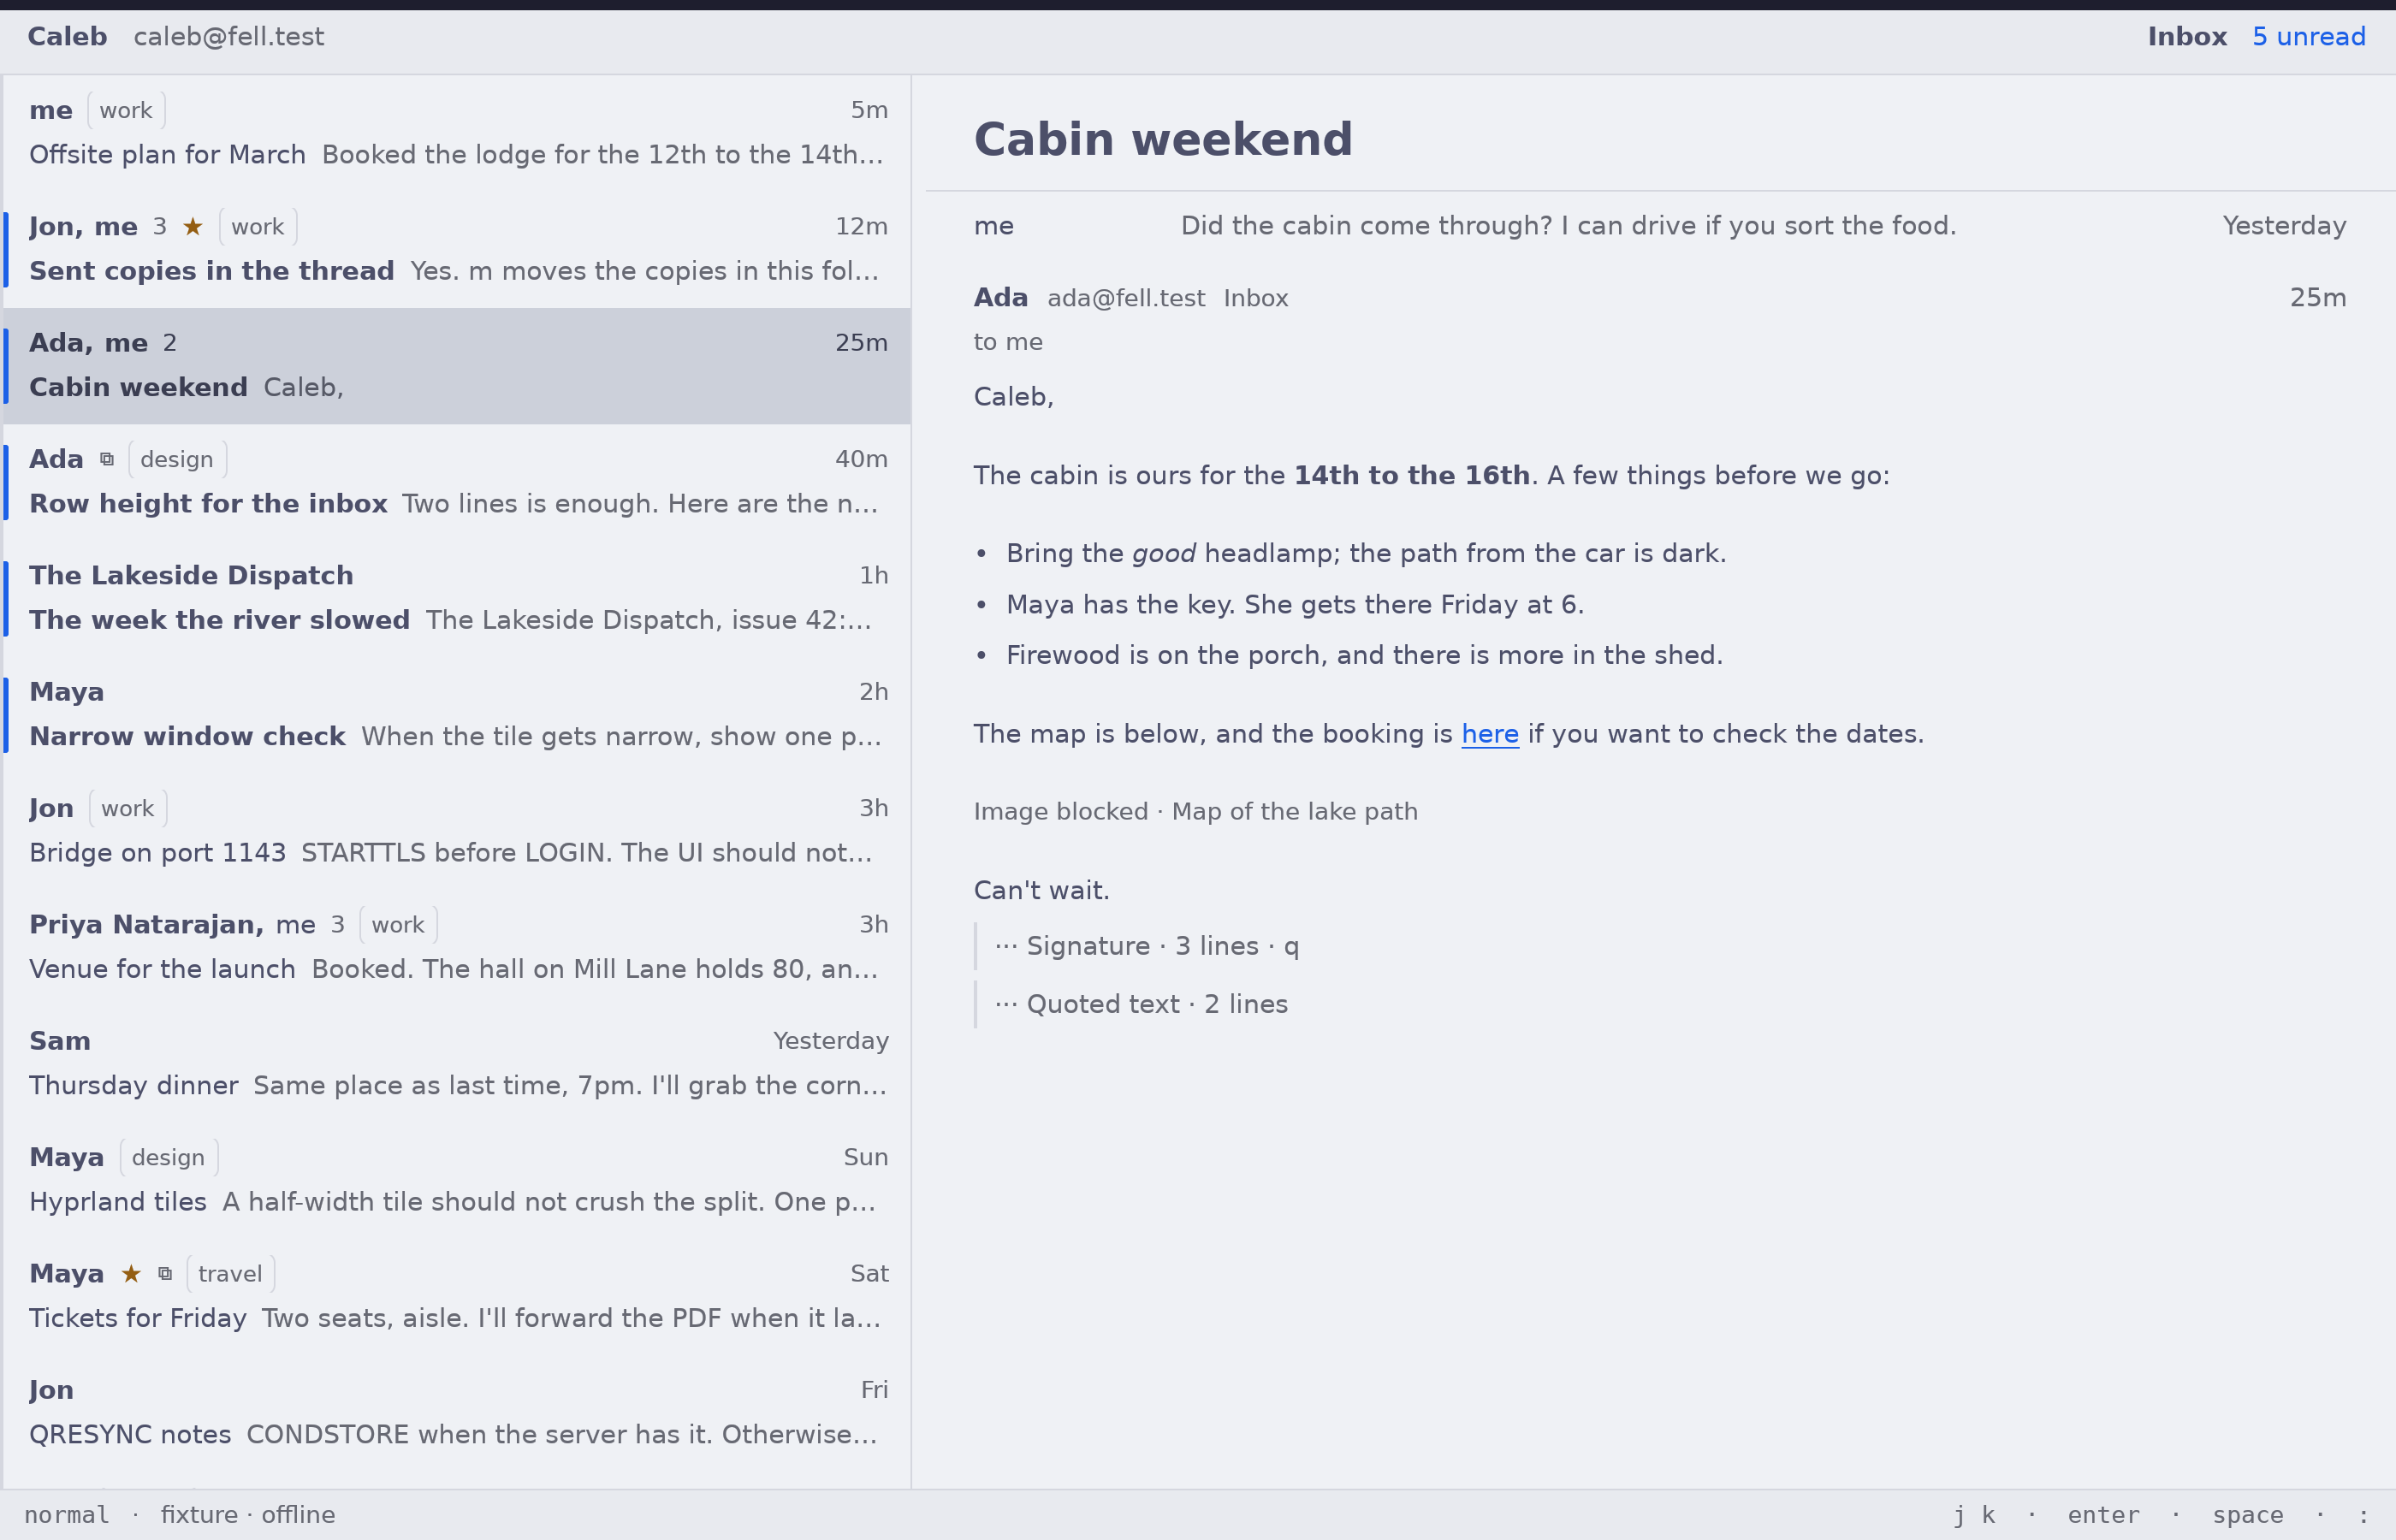 Caleb caleb@fell.test Inbox 5 unread
me work 5m
Offsite plan for March Booked the lodge for the 12th to the 14th…
Jon, me 3 ★ work 12m
Sent copies in the thread Yes. m moves the copies in this fol…
Ada, me 2 25m
Cabin weekend Caleb,
Ada design 40m
Row height for the inbox Two lines is enough. Here are the n…
The Lakeside Dispatch 1h
The week the river slowed The Lakeside Dispatch, issue 42:…
Maya 2h
Narrow window check When the tile gets narrow, show one p…
Jon work 3h
Bridge on port 1143 STARTTLS before LOGIN. The UI should not…
Priya Natarajan, me 3 work 3h
Venue for the launch Booked. The hall on Mill Lane holds 80, an…
Sam Yesterday
Thursday dinner Same place as last time, 7pm. I'll grab the corn…
Maya design Sun
Hyprland tiles A half-width tile should not crush the split. One p…
Maya ★ travel Sat
Tickets for Friday Two seats, aisle. I'll forward the PDF when it la…
Jon Fri
QRESYNC notes CONDSTORE when the server has it. Otherwise…
Cabin weekend
me Did the cabin come through? I can drive if you sort the food. Yesterday
Ada ada@fell.test Inbox 25m
to me
Caleb,
The cabin is ours for the 14th to the 16th. A few things before we go:
• Bring the good headlamp; the path from the car is dark.
• Maya has the key. She gets there Friday at 6.
• Firewood is on the porch, and there is more in the shed.
The map is below, and the booking is here if you want to check the dates.
Image blocked · Map of the lake path
Can't wait.
··· Signature · 3 lines · q
··· Quoted text · 2 lines
normal · fixture · offline j k · enter · space · :